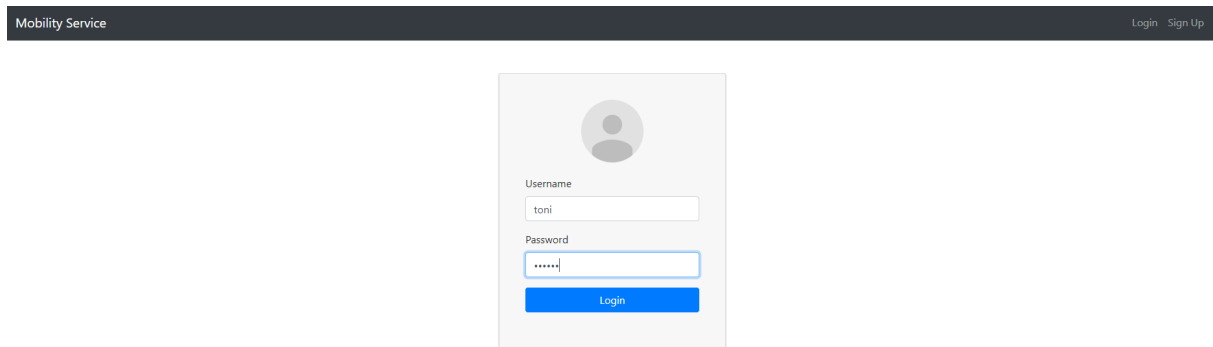 Mobility Service
Login Sign Up
Username
toni
Password
••••••
Login